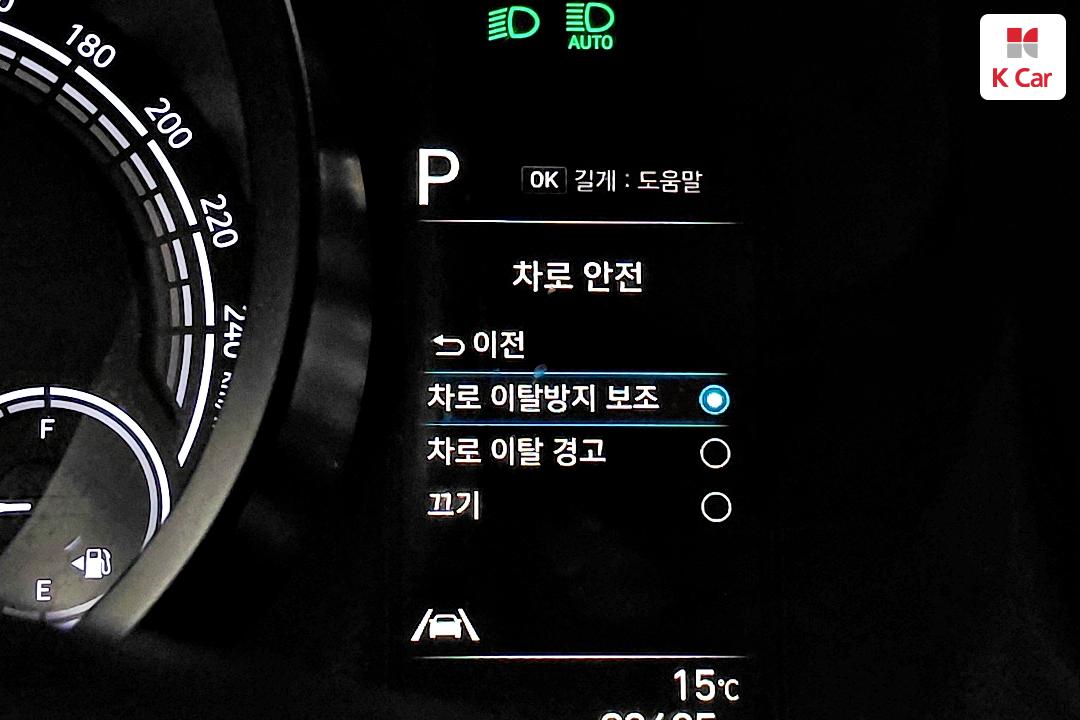 AUTO
K Car
180
200
220
240
P
OK 길게 : 도움말
차로 안전
이전
차로 이탈방지 보조
차로 이탈 경고
끄기
F
E
15℃